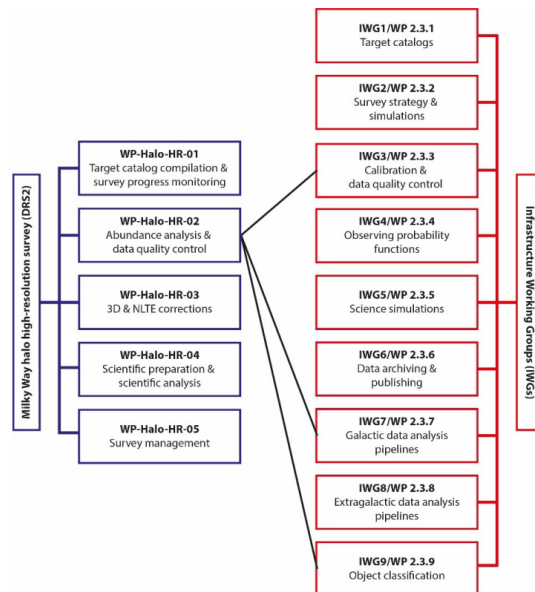 Milky Way halo high-resolution survey (DRS2)
WP-Halo-HR-01
Target catalog compilation &
survey progress monitoring
WP-Halo-HR-02
Abundance analysis &
data quality control
WP-Halo-HR-03
3D & NLTE corrections
WP-Halo-HR-04
Scientific preparation &
scientific analysis
WP-Halo-HR-05
Survey management
IWG1/WP 2.3.1
Target catalogs
IWG2/WP 2.3.2
Survey strategy &
simulations
IWG3/WP 2.3.3
Calibration &
data quality control
IWG4/WP 2.3.4
Observing probability
functions
IWG5/WP 2.3.5
Science simulations
IWG6/WP 2.3.6
Data archiving &
publishing
IWG7/WP 2.3.7
Galactic data analysis
pipelines
IWG8/WP 2.3.8
Extragalactic data analysis
pipelines
IWG9/WP 2.3.9
Object classification
Infrastructure Working Groups (IWGs)